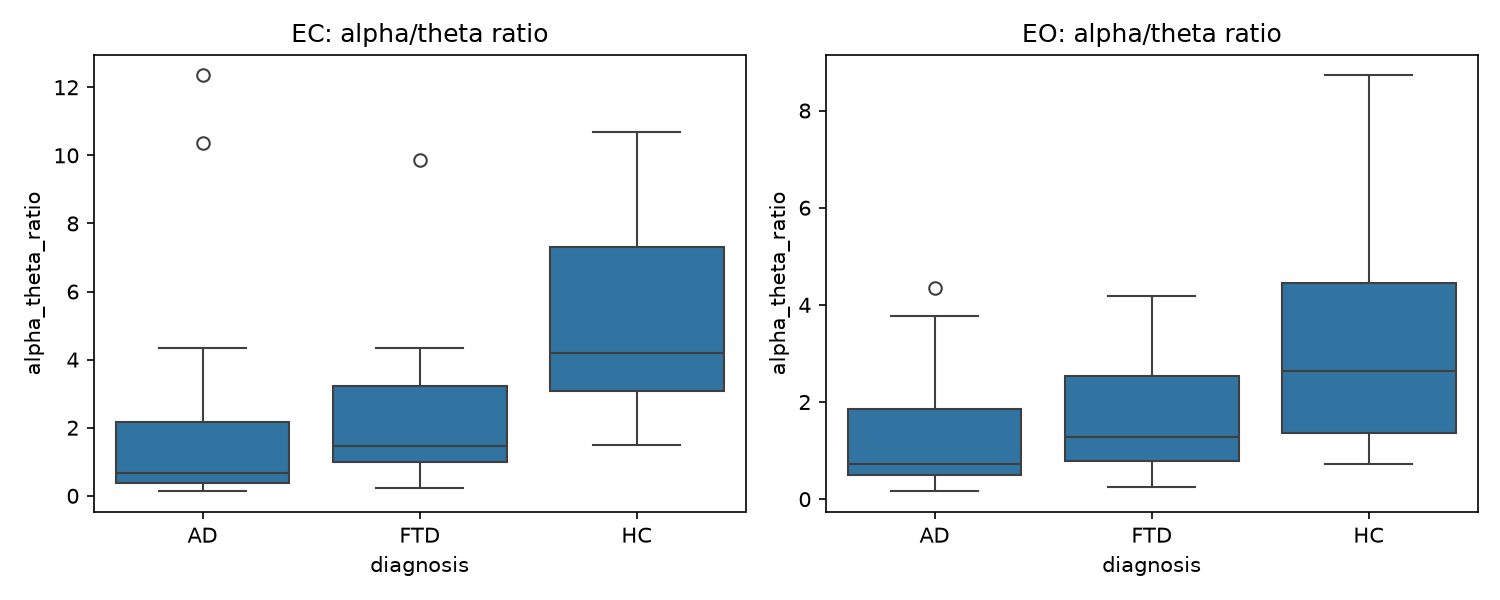 EC: alpha/theta ratio
alpha_theta_ratio
12
10
8
6
4
2
0
AD FTD HC
diagnosis
EO: alpha/theta ratio
alpha_theta_ratio
8
6
4
2
0
AD FTD HC
diagnosis